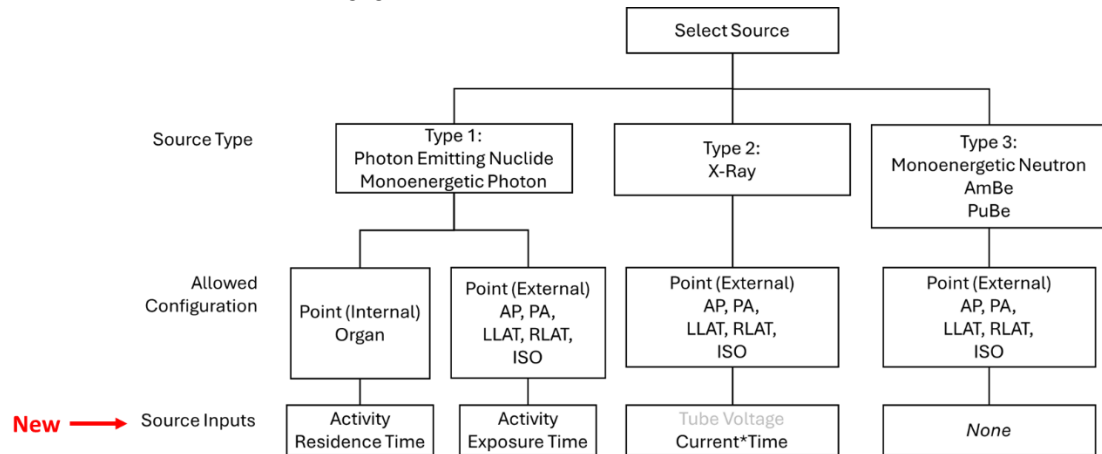 Select Source
Source Type
Type 1:
Photon Emitting Nuclide
Monoenergetic Photon
Type 2:
X-Ray
Type 3:
Monoenergetic Neutron
AmBe
PuBe
Allowed
Configuration
Point (Internal)
Organ
Point (External)
AP, PA,
LLAT, RLAT,
ISO
Point (External)
AP, PA,
LLAT, RLAT,
ISO
Point (External)
AP, PA,
LLAT, RLAT,
ISO
New
Source Inputs
Activity
Residence Time
Activity
Exposure Time
Tube Voltage
Current*Time
None